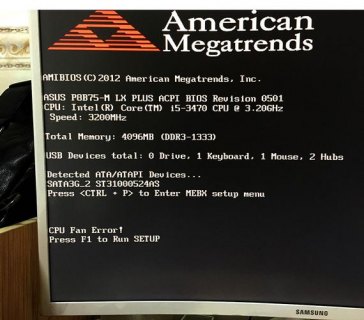 American
Megatrends
AMIBIOS(C)2012 American Megatrends, Inc.
ASUS P8B75-M LX PLUS ACPI BIOS Revision 0501
CPU: Intel(R) Core(TM) i5-3470 CPU @ 3.20GHz
Speed: 3200MHz
Total Memory: 4096MB (DDR3-1333)
USB Devices total: 0 Drive, 1 Keyboard, 1 Mouse, 2 Hubs
Detected ATA/ATAPI Devices...
SATA3G_2 ST31000524AS
Press <CTRL + P> to Enter MEBX setup menu
CPU Fan Error!
Press F1 to Run SETUP
SAMSUNG